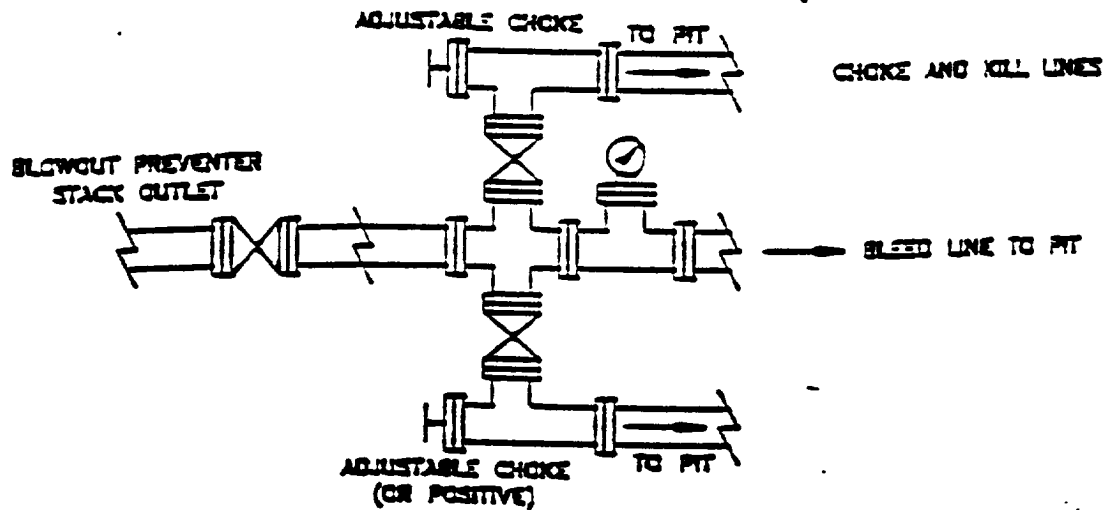 ADJUSTABLE CHOKE
TO PIT
CHOKE AND KILL LINES
BLOWOUT PREVENTER
STACK OUTLET
BLEED LINE TO PIT
ADJUSTABLE CHOKE
(OR POSITIVE)
TO PIT